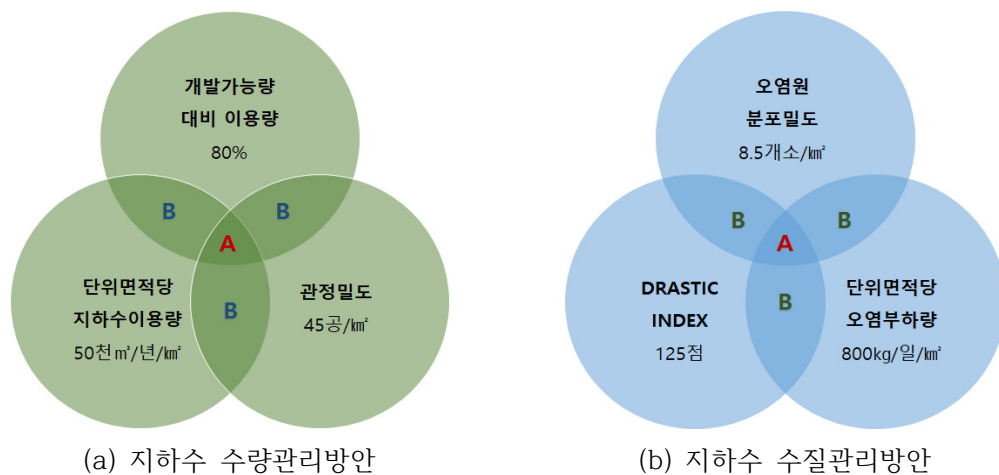 개발가능량
대비 이용량
80%
B
B
A
단위면적당
지하수이용량
50천㎥/년/㎢
B
관정밀도
45공/㎢
(a) 지하수 수량관리방안
오염원
분포밀도
8.5개소/㎢
B
B
A
DRASTIC
INDEX
125점
B
단위면적당
오염부하량
800kg/일/㎢
(b) 지하수 수질관리방안